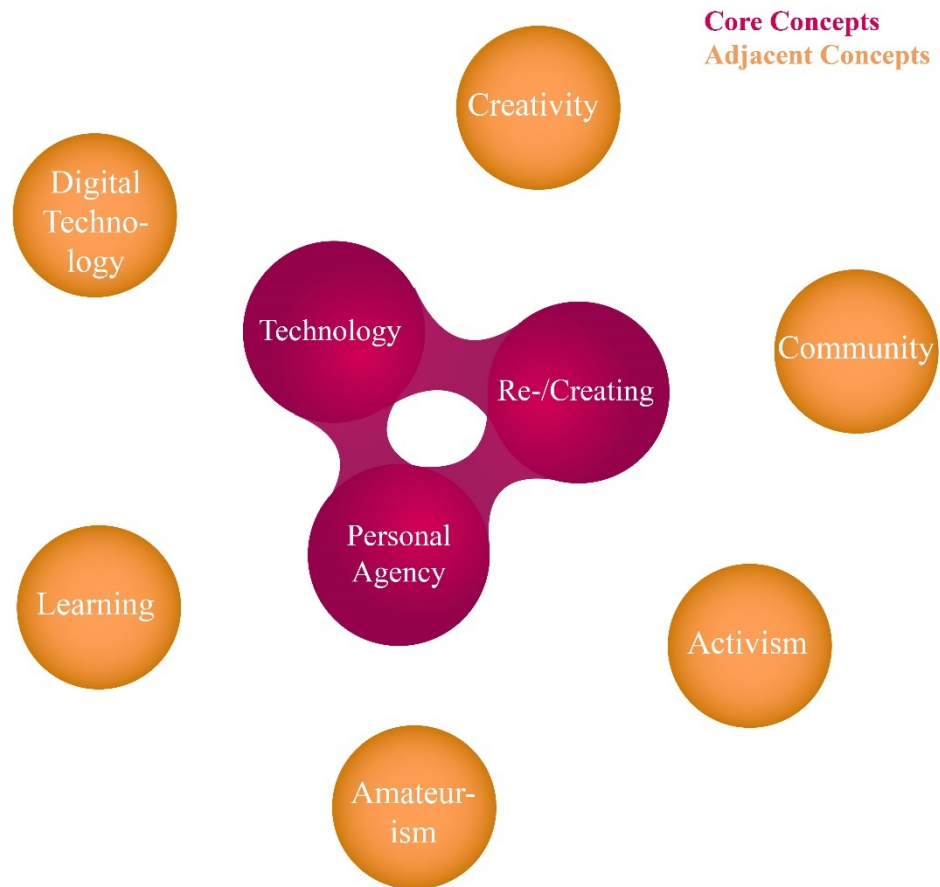 Core Concepts
Adjacent Concepts
Creativity
Digital
Techno-
logy
Technology
Community
Re-/Creating
Personal
Agency
Learning
Activism
Amateur-
ism